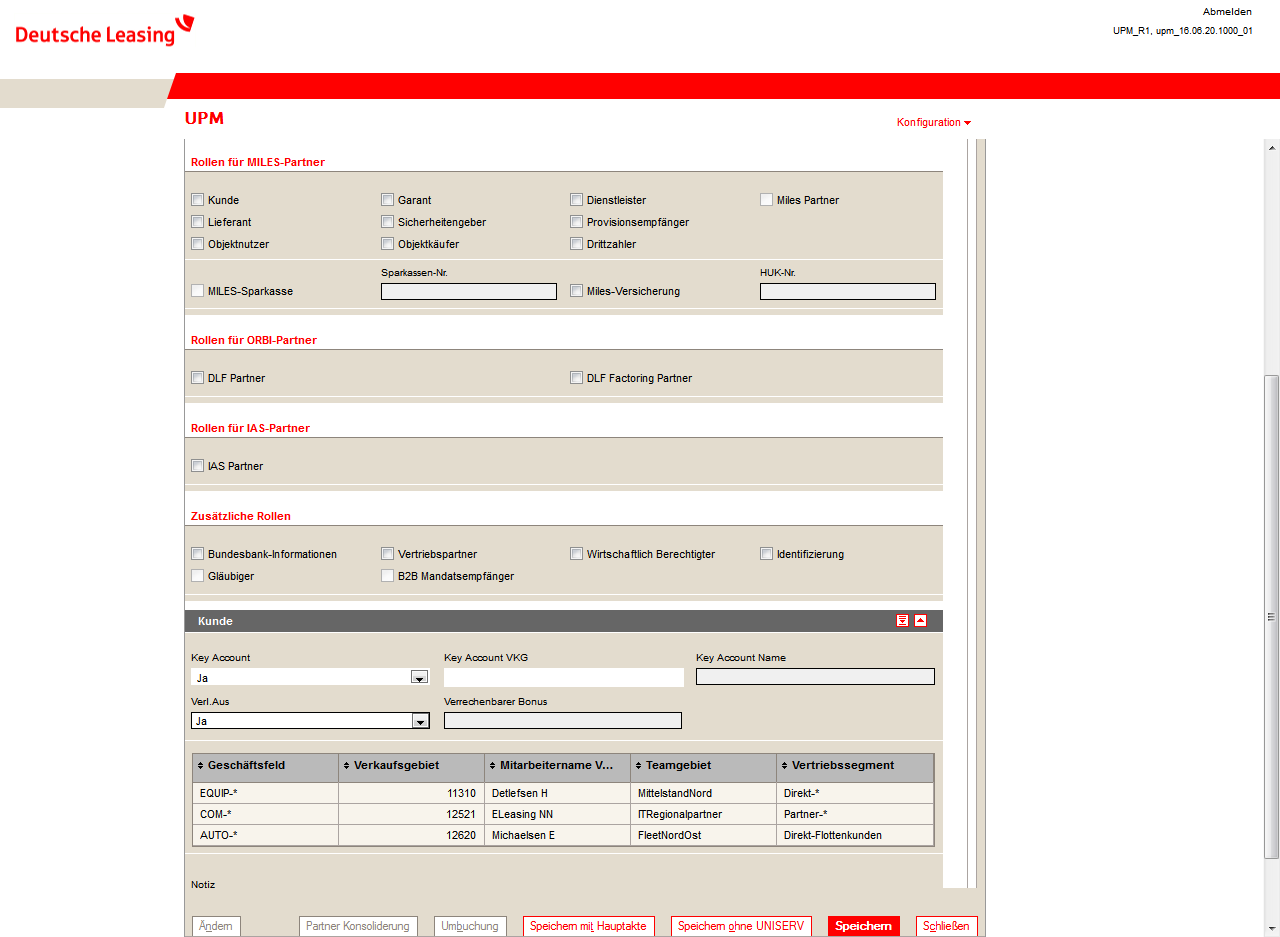 Deutsche Leasing
Abmelden
UPM_R1, upm_16.06.20.1000_01
UPM
Konfiguration
Rollen für MILES-Partner
Kunde Garant Dienstleister Miles Partner
Lieferant Sicherheitengeber Provisionsempfänger
Objektnutzer Objektkäufer Drittzahler
Sparkassen-Nr. HUK-Nr.
MILES-Sparkasse Miles-Versicherung
Rollen für ORBI-Partner
DLF Partner DLF Factoring Partner
Rollen für IAS-Partner
IAS Partner
Zusätzliche Rollen
Bundesbank-Informationen Vertriebspartner Wirtschaftlich Berechtigter Identifizierung
Gläubiger B2B Mandatsempfänger
Kunde
Key Account Key Account VKG Key Account Name
Ja
Verl.Aus Verrechenbarer Bonus
Ja
Geschäftsfeld Verkaufsgebiet Mitarbeitername V... Teamgebiet Vertriebssegment
EQUIP-* 11310 Detlefsen H MittelstandNord Direkt-*
COM-* 12521 ELeasing NN ITRegionalpartner Partner-*
AUTO-* 12620 Michaelsen E FleetNordOst Direkt-Flottenkunden
Notiz
Ändern Partner Konsolidierung Umbuchung Speichern mit Hauptakte Speichern ohne UNISERV Speichern Schließen